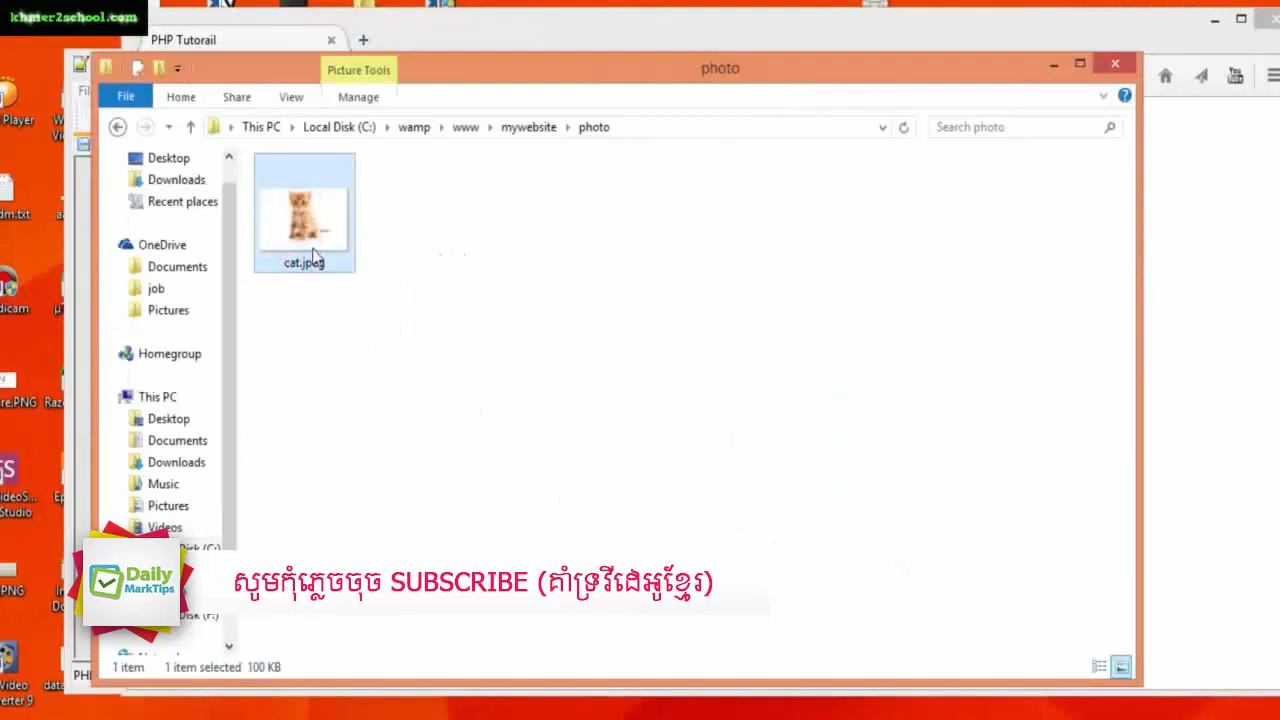 khmer2school.com
PHP Tutorail
Picture Tools
photo
File
Home
Share
View
Manage
This PC
Local Disk (C:)
wamp
www
mywebsite
photo
Search photo
Desktop
Downloads
Recent places
OneDrive
Documents
job
Pictures
Homegroup
This PC
Desktop
Documents
Downloads
Music
Pictures
Videos
cat.jpeg
Player
dm.txt
dicam
re.PNG
Studio
PNG
Video
erter 9
PHP
Daily
MarkTips
សូមកុំភ្លេចចុច SUBSCRIBE (គាំទ្រវីដេអូខ្មែរ)
1 item
1 item selected 100 KB